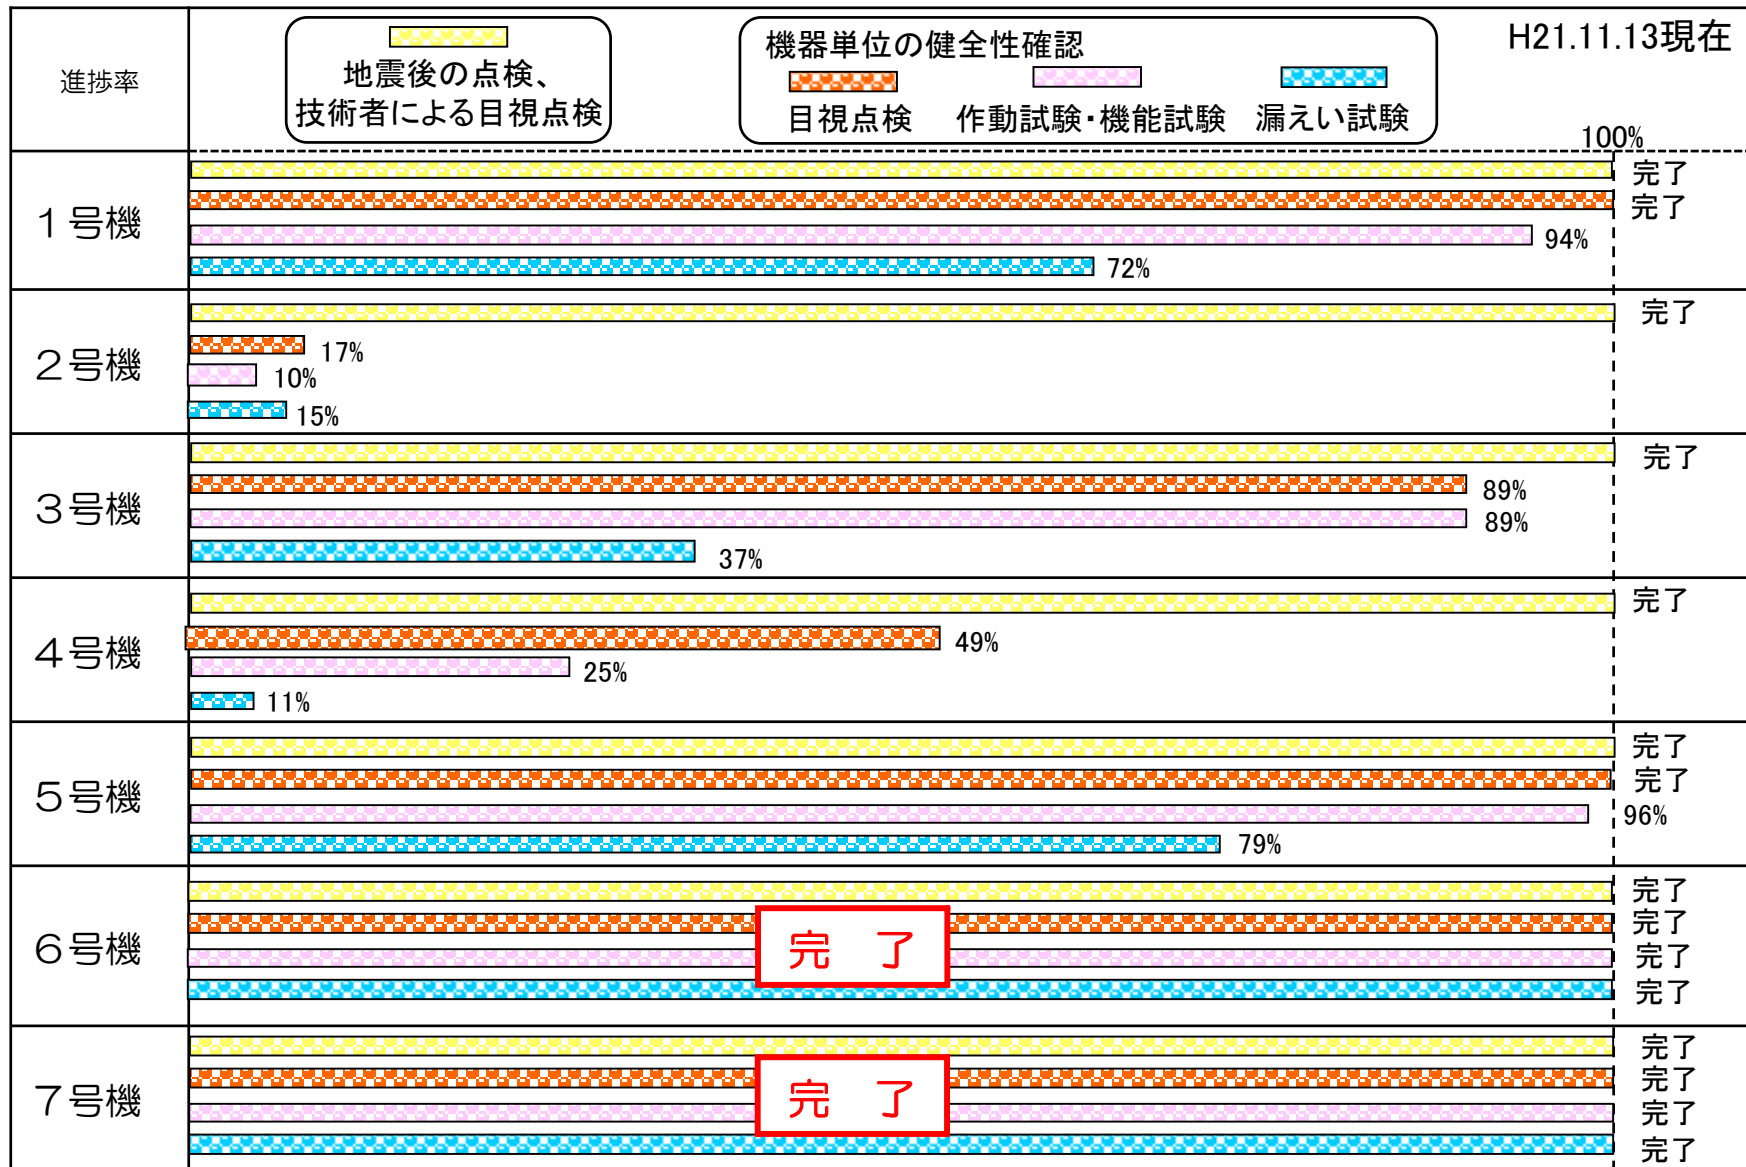 進捗率
地震後の点検、
技術者による目視点検
機器単位の健全性確認
目視点検 作動試験・機能試験 漏えい試験
H21.11.13現在
100%
1号機
完了
完了
94%
72%
2号機
完了
17%
10%
15%
3号機
完了
89%
89%
37%
4号機
完了
49%
25%
11%
5号機
完了
完了
96%
79%
6号機
完了
完了
完了
完了
完 了
7号機
完了
完了
完了
完了
完 了